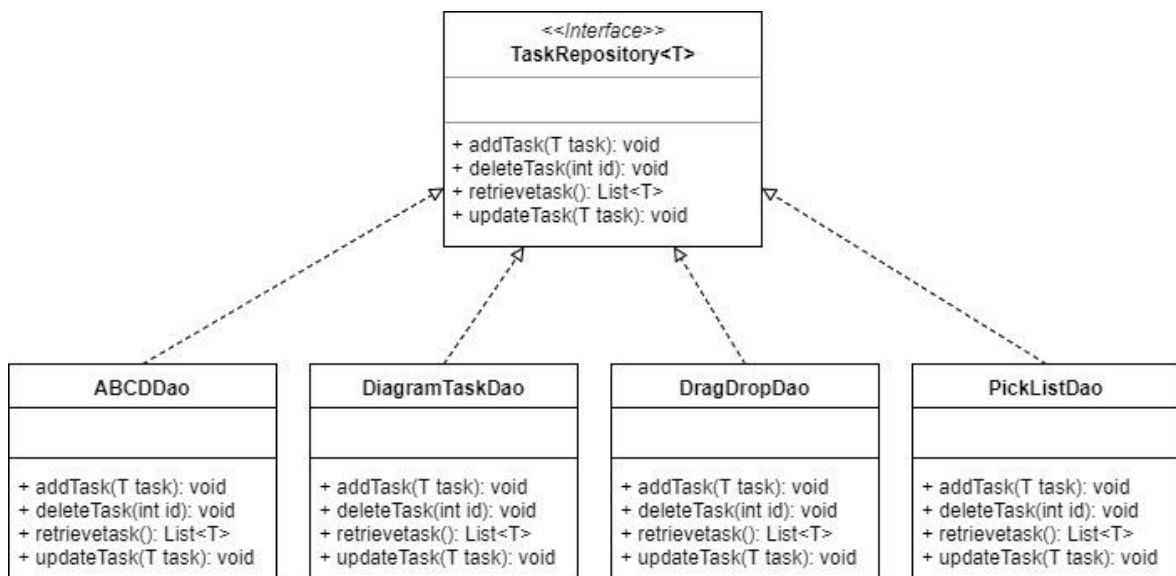 <<Interface>>
TaskRepository<T>
+ addTask(T task): void
+ deleteTask(int id): void
+ retrievetask(): List<T>
+ updateTask(T task): void
ABCDDao
+ addTask(T task): void
+ deleteTask(int id): void
+ retrievetask(): List<T>
+ updateTask(T task): void
DiagramTaskDao
+ addTask(T task): void
+ deleteTask(int id): void
+ retrievetask(): List<T>
+ updateTask(T task): void
DragDropDao
+ addTask(T task): void
+ deleteTask(int id): void
+ retrievetask(): List<T>
+ updateTask(T task): void
PickListDao
+ addTask(T task): void
+ deleteTask(int id): void
+ retrievetask(): List<T>
+ updateTask(T task): void